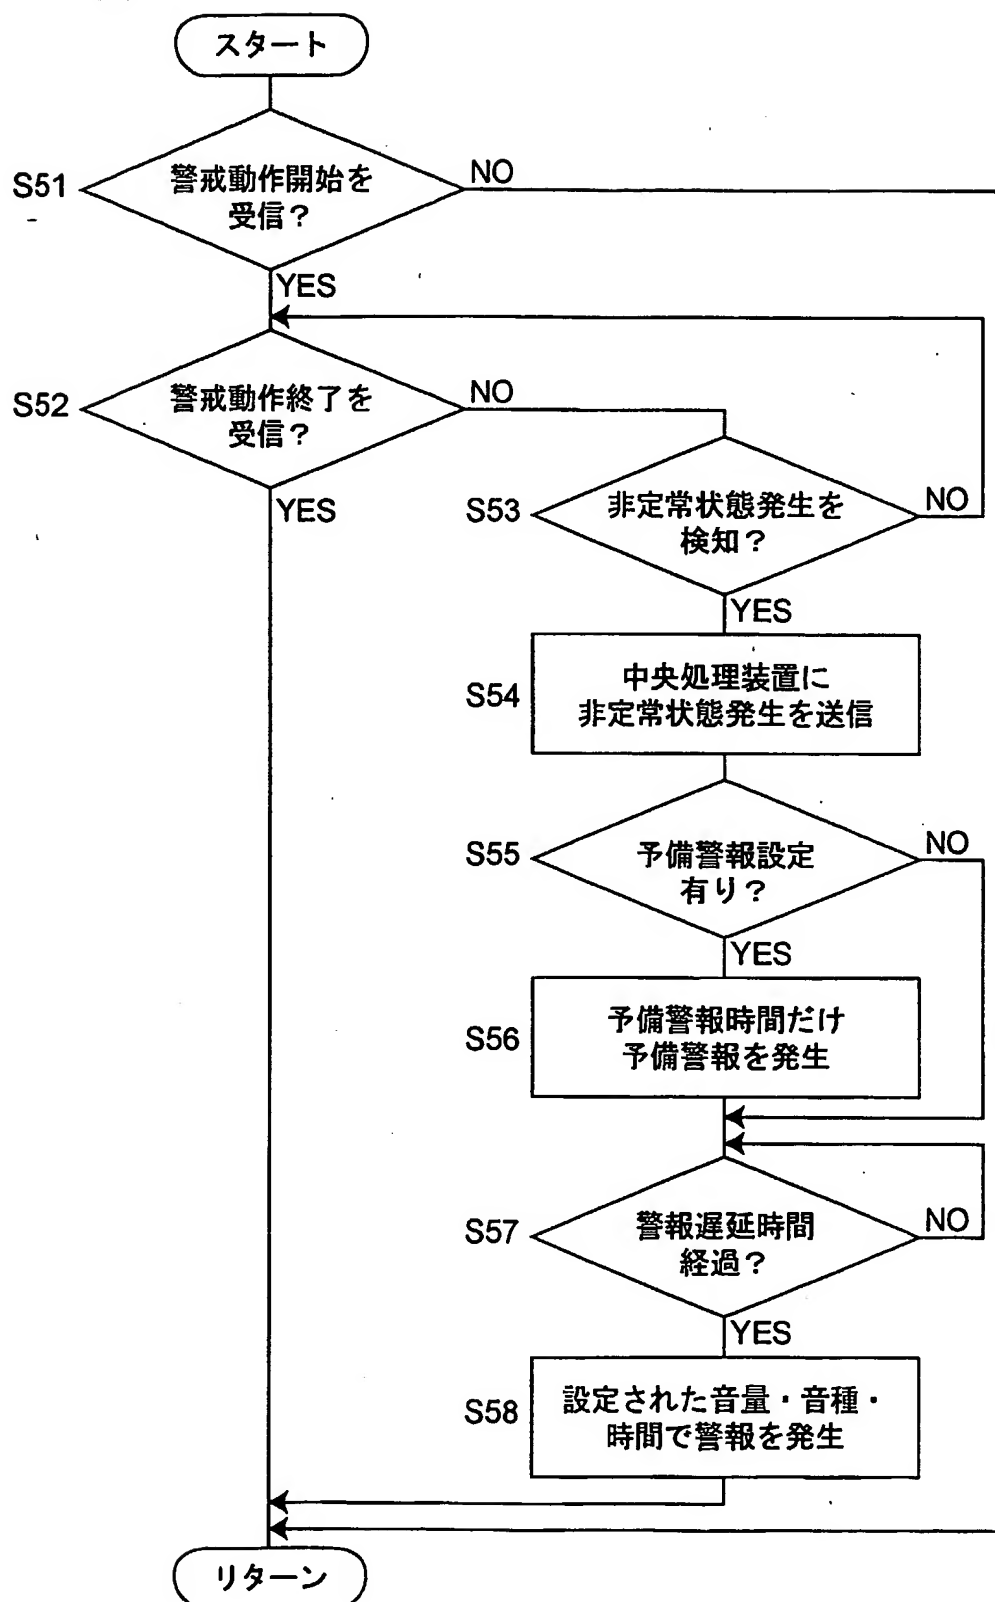 スタート
S51
警戒動作開始を
受信？
NO
YES
S52
警戒動作終了を
受信？
NO
YES
S53
非定常状態発生を
検知？
NO
YES
S54
中央処理装置に
非定常状態発生を送信
S55
予備警報設定
有り？
NO
YES
S56
予備警報時間だけ
予備警報を発生
S57
警報遅延時間
経過？
NO
YES
S58
設定された音量・音種・
時間で警報を発生
リターン